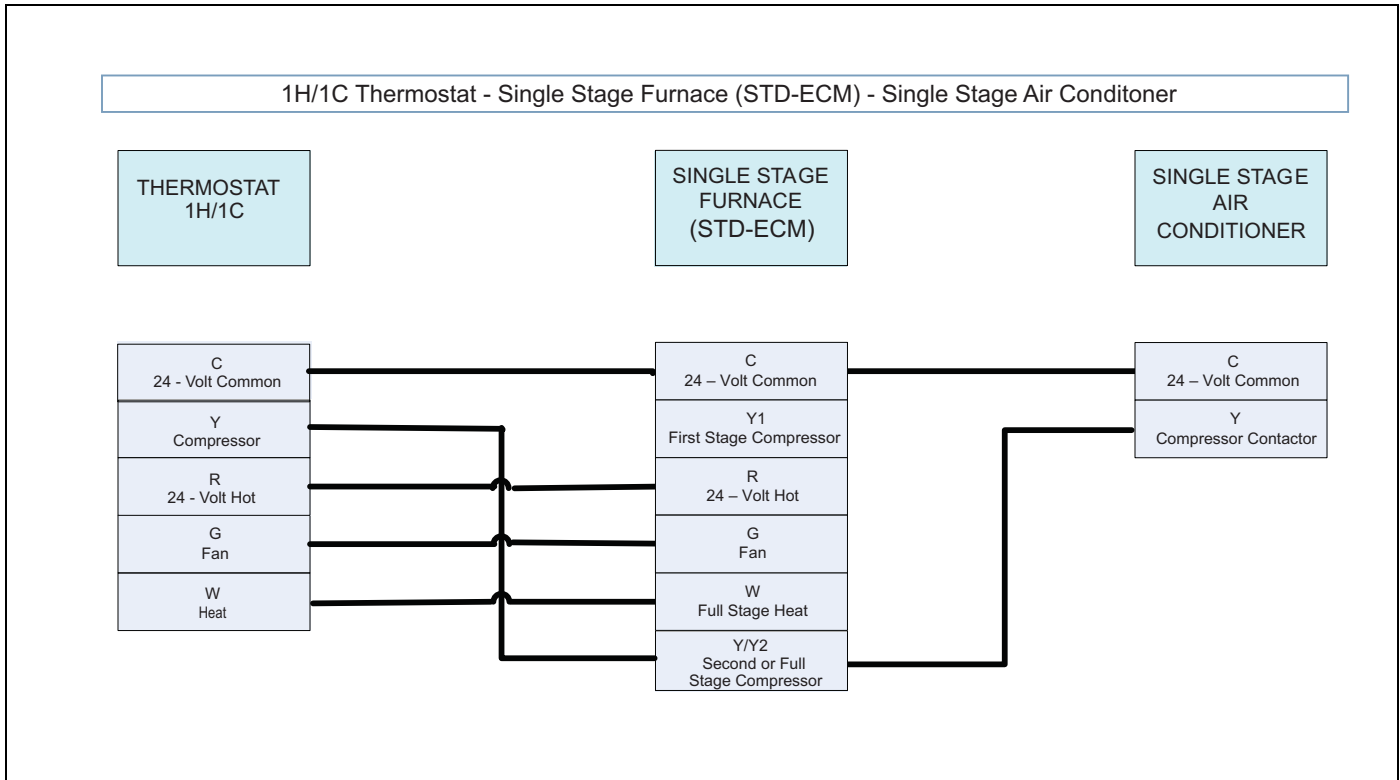 1H/1C Thermostat - Single Stage Furnace (STD-ECM) - Single Stage Air Conditoner
THERMOSTAT
1H/1C
SINGLE STAGE
FURNACE
(STD-ECM)
SINGLE STAGE
AIR
CONDITIONER
C
24 - Volt Common
Y
Compressor
R
24 - Volt Hot
G
Fan
W
Heat
C
24 – Volt Common
Y1
First Stage Compressor
R
24 – Volt Hot
G
Fan
W
Full Stage Heat
Y/Y2
Second or Full
Stage Compressor
C
24 – Volt Common
Y
Compressor Contactor